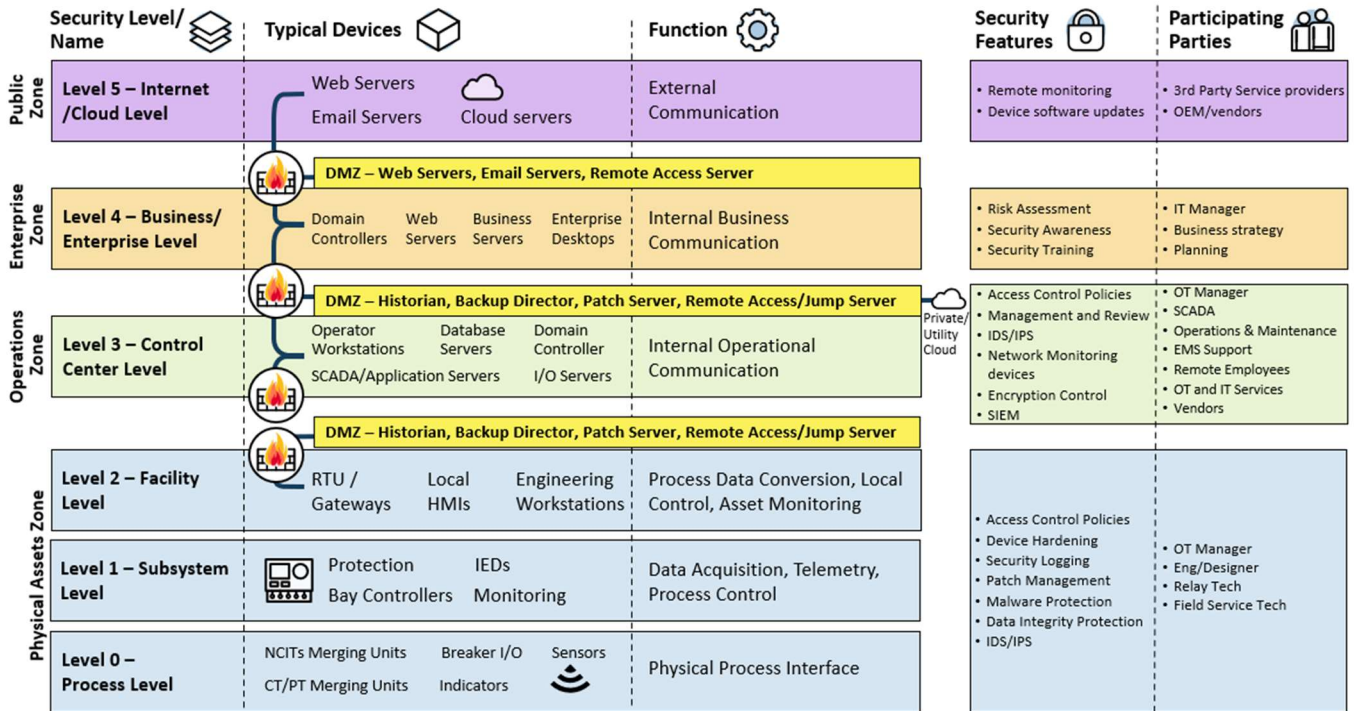 Security Level/
Name
Typical Devices
Function
Security
Features
Participating
Parties
Public
Zone
Level 5 – Internet
/Cloud Level
Web Servers
Email Servers
Cloud servers
External
Communication
• Remote monitoring
• Device software updates
• 3rd Party Service providers
• OEM/vendors
DMZ – Web Servers, Email Servers, Remote Access Server
Enterprise
Zone
Level 4 – Business/
Enterprise Level
Domain
Controllers
Web
Servers
Business
Servers
Enterprise
Desktops
Internal Business
Communication
• Risk Assessment
• Security Awareness
• Security Training
• IT Manager
• Business strategy
• Planning
DMZ – Historian, Backup Director, Patch Server, Remote Access/Jump Server
Private/
Utility
Cloud
Operations
Zone
Level 3 – Control
Center Level
Operator
Workstations
Database
Servers
Domain
Controller
SCADA/Application Servers
I/O Servers
Internal Operational
Communication
• Access Control Policies
• Management and Review
• IDS/IPS
• Network Monitoring
devices
• Encryption Control
• SIEM
• OT Manager
• SCADA
• Operations & Maintenance
• EMS Support
• Remote Employees
• OT and IT Services
• Vendors
DMZ – Historian, Backup Director, Patch Server, Remote Access/Jump Server
Physical Assets Zone
Level 2 – Facility
Level
RTU /
Gateways
Local
HMIs
Engineering
Workstations
Process Data Conversion, Local
Control, Asset Monitoring
Level 1 – Subsystem
Level
Protection
Bay Controllers
IEDs
Monitoring
Data Acquisition, Telemetry,
Process Control
Level 0 –
Process Level
NCITs Merging Units
Breaker I/O
Sensors
CT/PT Merging Units
Indicators
Physical Process Interface
• Access Control Policies
• Device Hardening
• Security Logging
• Patch Management
• Malware Protection
• Data Integrity Protection
• IDS/IPS
• OT Manager
• Eng/Designer
• Relay Tech
• Field Service Tech